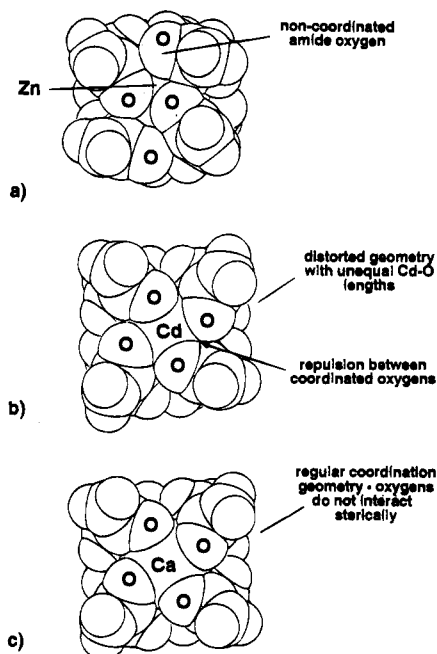 non-coordinated
amide oxygen
O
Zn
O O
O
a)
distorted geometry
with unequal Cd-O
lengths
O
Cd O
O
O
repulsion between
coordinated oxygens
b)
regular coordination
geometry - oxygens
do not interact
sterically
O
O
Ca
O
O
c)